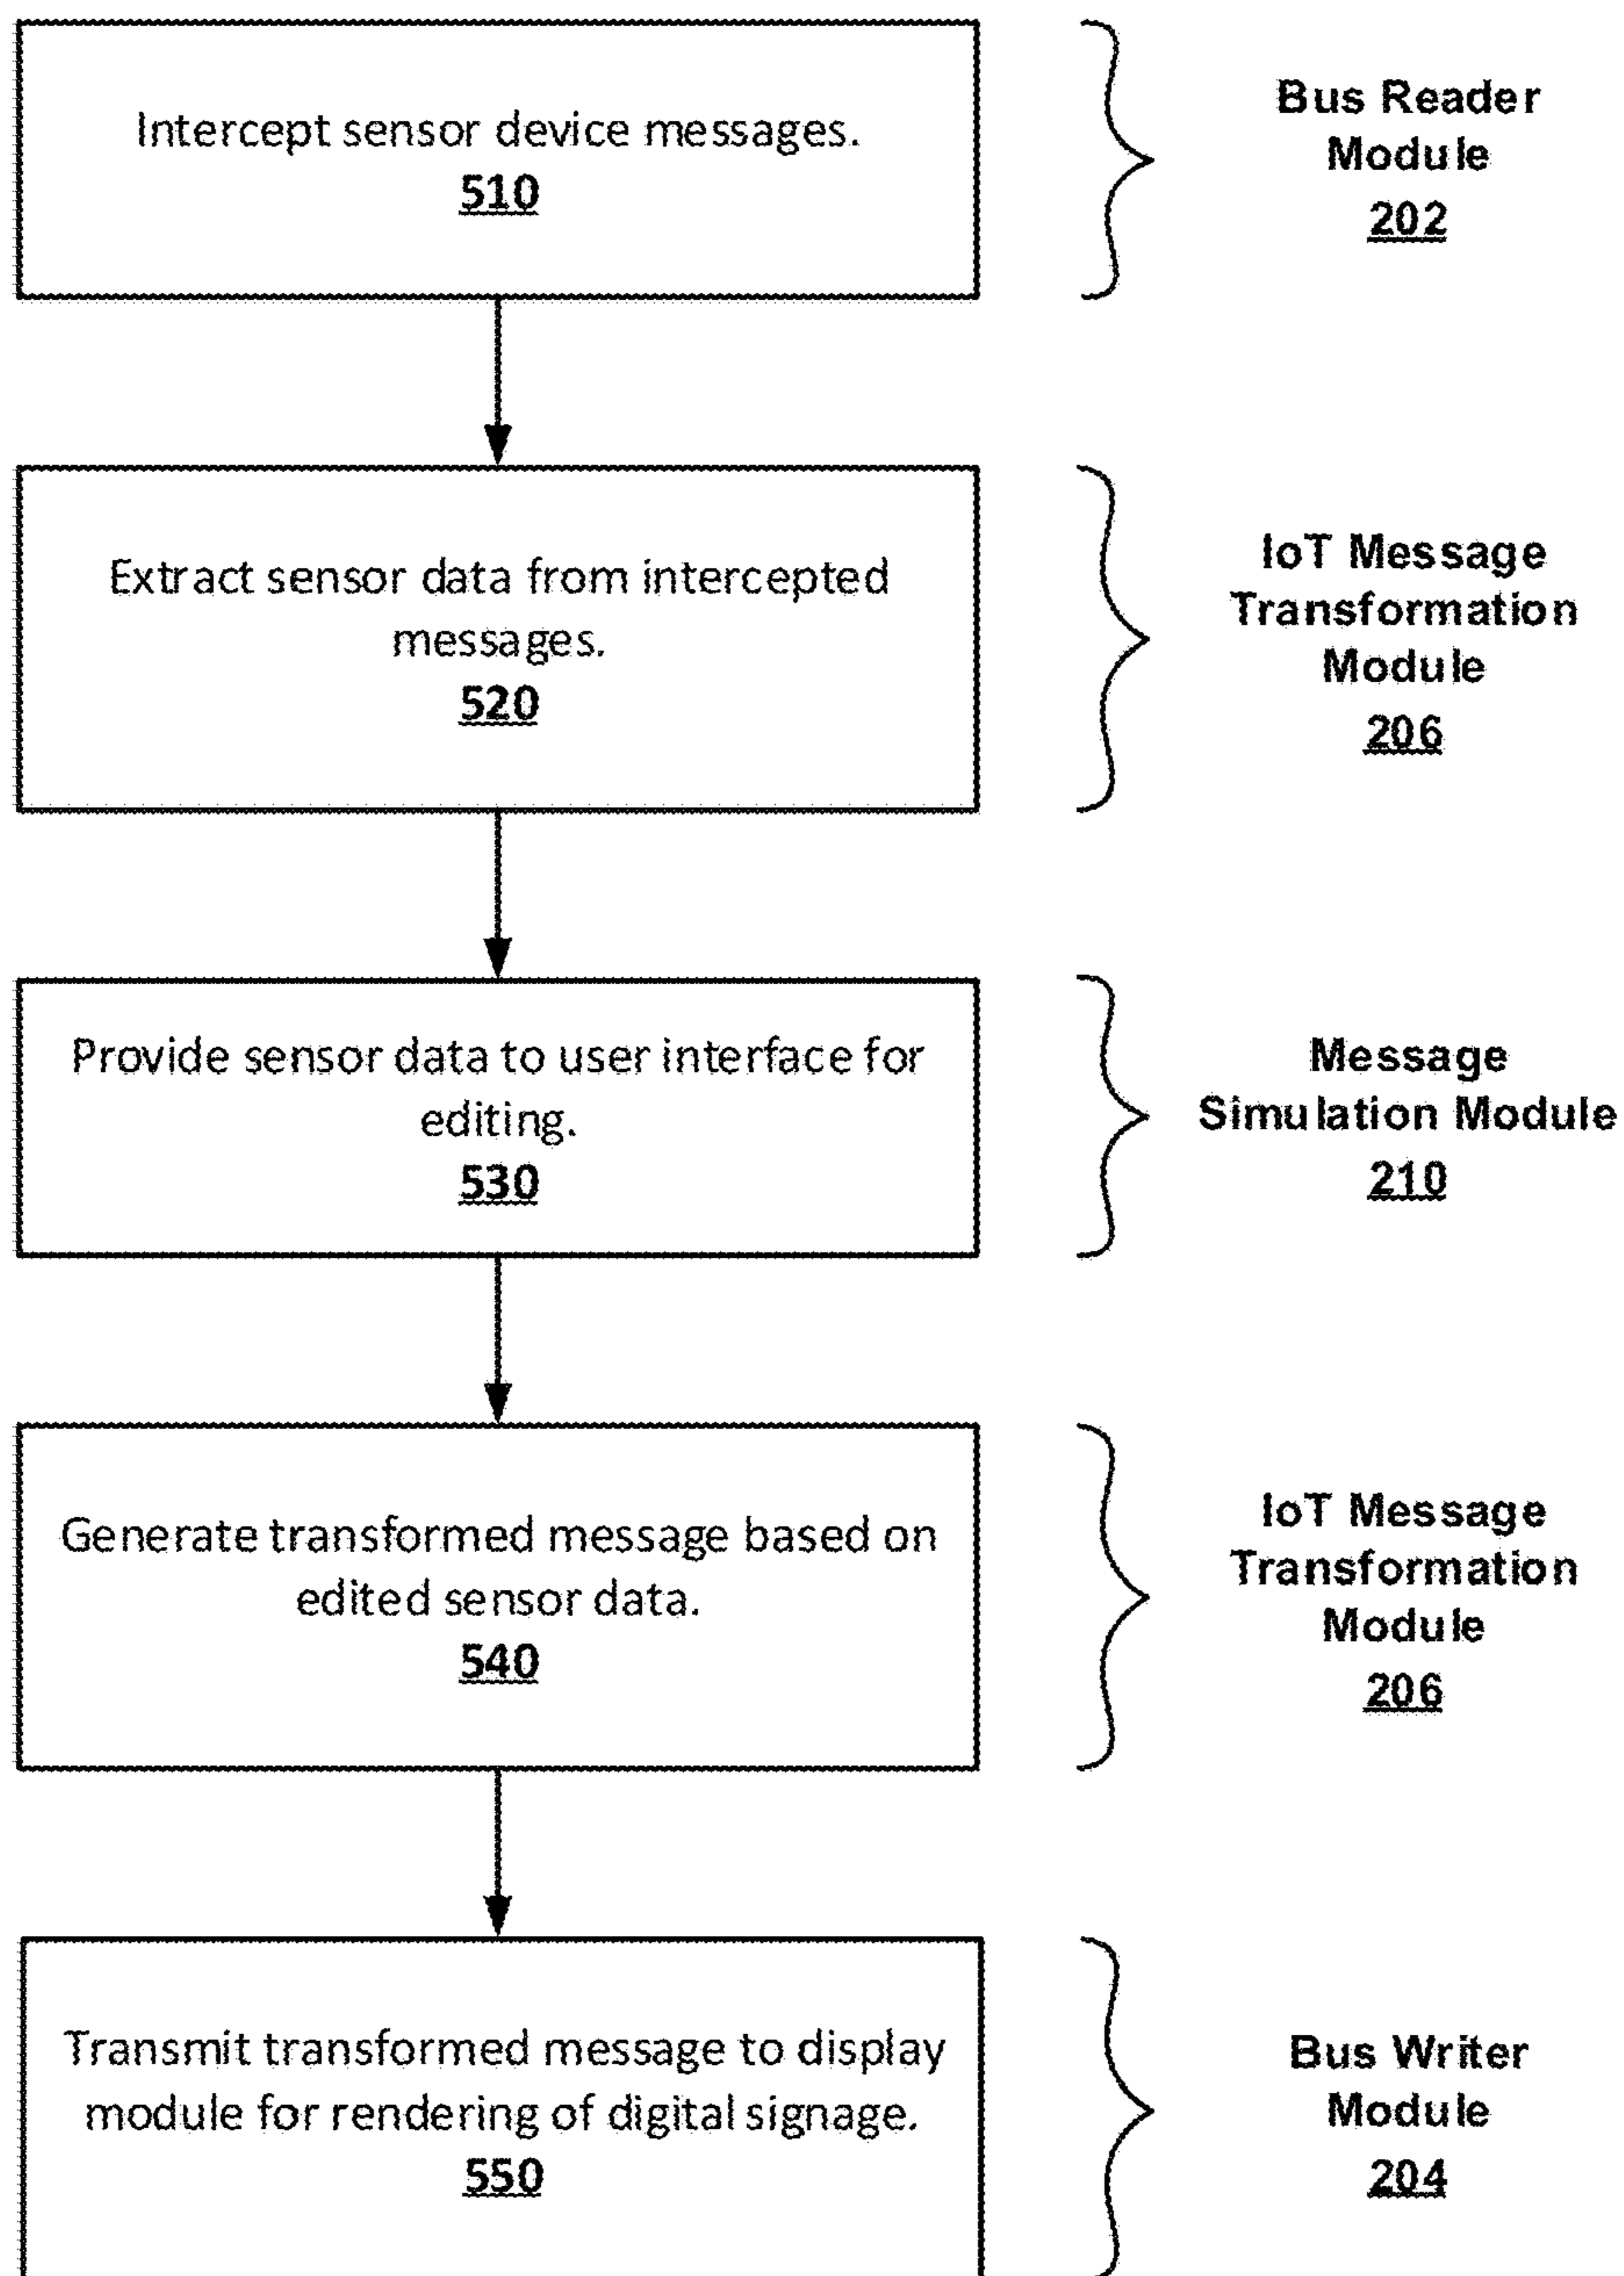 Intercept sensor device messages.
510
Bus Reader
Module
202
Extract sensor data from intercepted
messages.
520
IoT Message
Transformation
Module
206
Provide sensor data to user interface for
editing.
530
Message
Simulation Module
210
Generate transformed message based on
edited sensor data.
540
IoT Message
Transformation
Module
206
Transmit transformed message to display
module for rendering of digital signage.
550
Bus Writer
Module
204